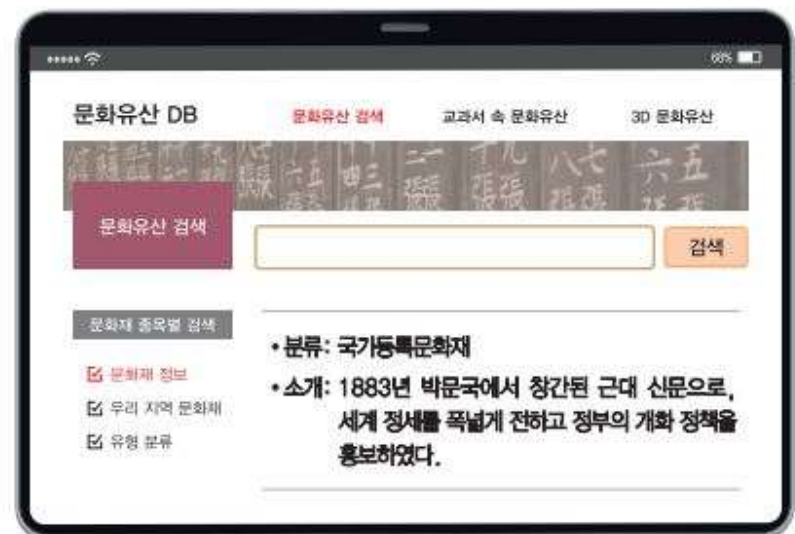 68%
문화유산 DB 문화유산 검색 교과서 속 문화유산 3D 문화유산
문화유산 검색
검색
문화재 종목별 검색
문화재 정보
우리 지역 문화재
유형 분류
• 분류: 국가등록문화재
• 소개: 1883년 박문국에서 창간된 근대 신문으로,
세계 정세를 폭넓게 전하고 정부의 개화 정책을
홍보하였다.